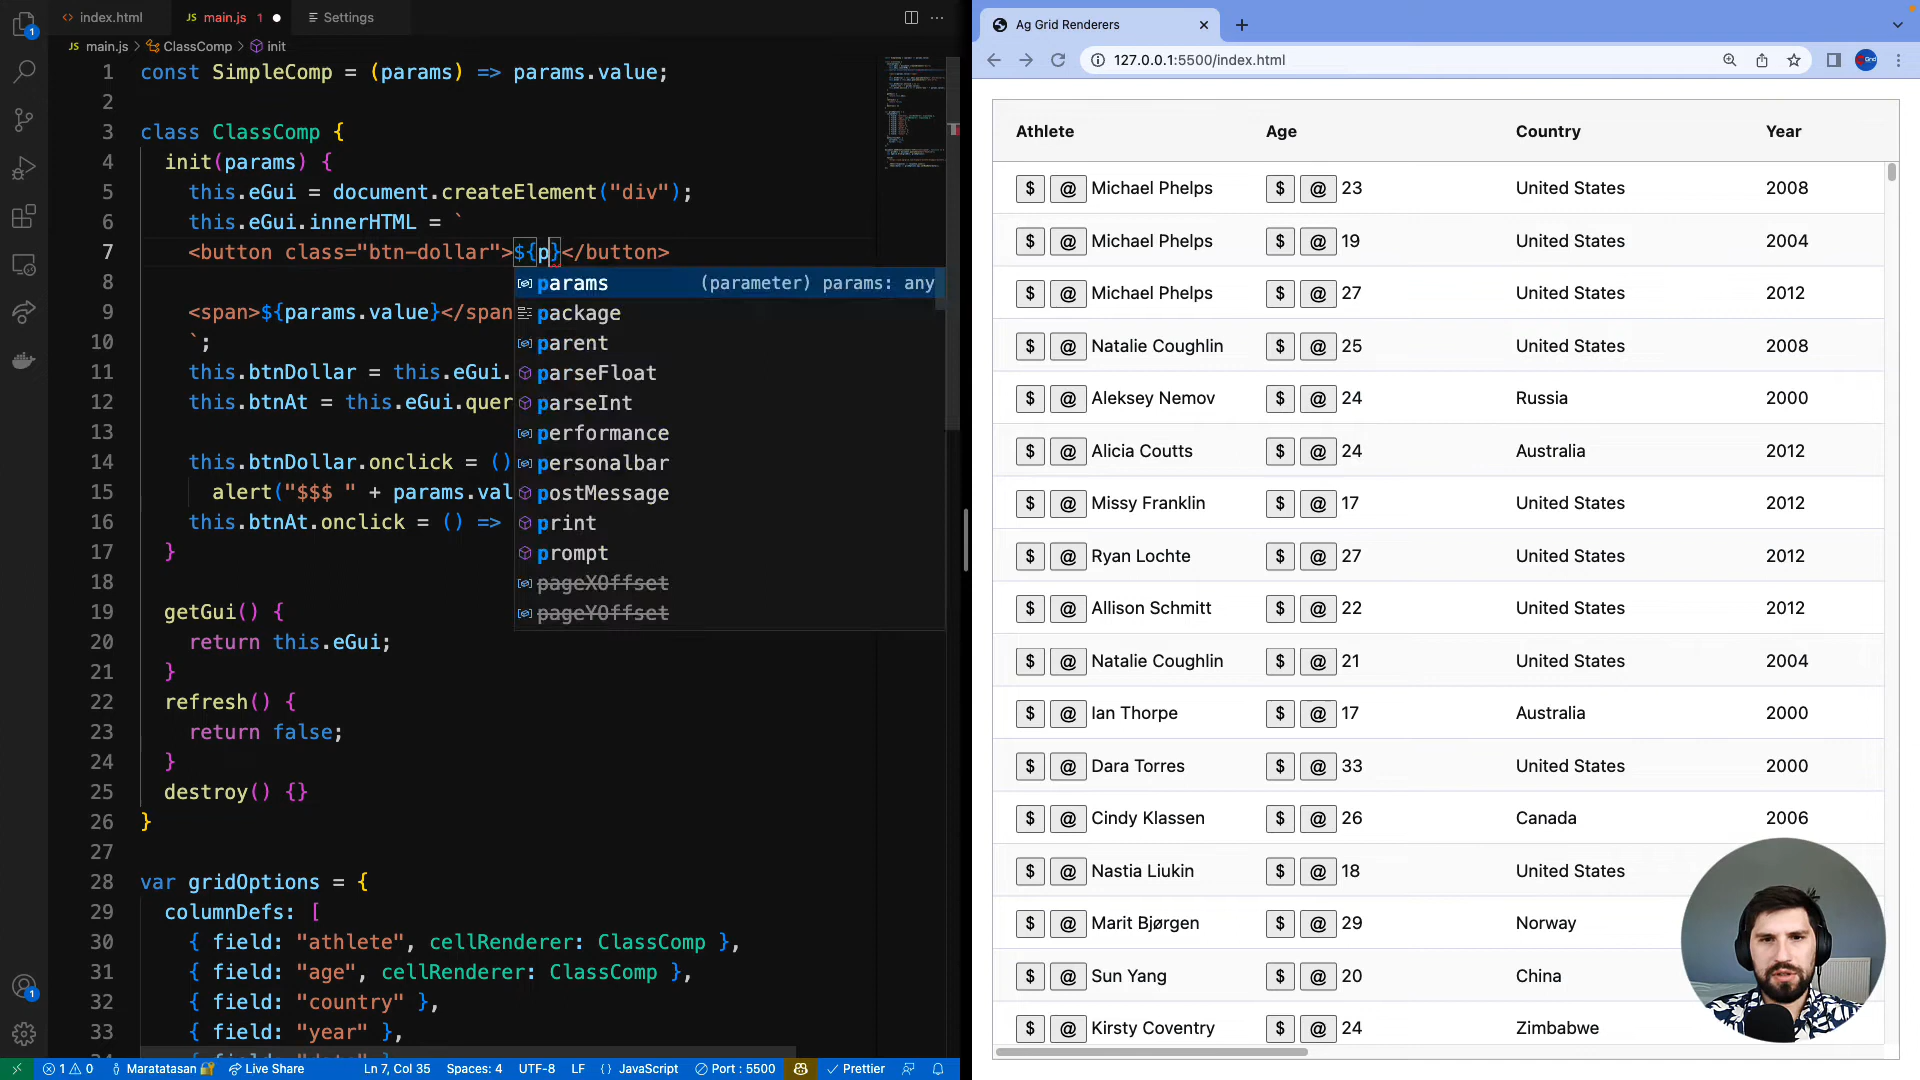 index.html
main.js 1
Settings
main.js > ClassComp > init
1 const SimpleComp = (params) => params.value;
2
3 class ClassComp {
4 init(params) {
5 this.eGui = document.createElement("div");
6 this.eGui.innerHTML = `
7 <button class="btn-dollar">${p}</button>
8
9 <span>${params.value}</span
10 `;
11 this.btnDollar = this.eGui.
12 this.btnAt = this.eGui.quer
13
14 this.btnDollar.onclick = ()
15 alert("$$$ " + params.val
16 this.btnAt.onclick = () =>
17 }
18
19 getGui() {
20 return this.eGui;
21 }
22 refresh() {
23 return false;
24 }
25 destroy() {}
26 }
27
28 var gridOptions = {
29 columnDefs: [
30 { field: "athlete", cellRenderer: ClassComp },
31 { field: "age", cellRenderer: ClassComp },
32 { field: "country" },
33 { field: "year" },
params (parameter) params: any
package
parent
parseFloat
parseInt
performance
personalbar
postMessage
print
prompt
pageXOffset
pageYOffset
1
1
1 0 Maratatasan Live Share Ln 7, Col 35 Spaces: 4 UTF-8 LF {} JavaScript Port : 5500 Prettier
Ag Grid Renderers
127.0.0.1:5500/index.html
Athlete Age Country Year
$ @ Michael Phelps $ @ 23 United States 2008
$ @ Michael Phelps $ @ 19 United States 2004
$ @ Michael Phelps $ @ 27 United States 2012
$ @ Natalie Coughlin $ @ 25 United States 2008
$ @ Aleksey Nemov $ @ 24 Russia 2000
$ @ Alicia Coutts $ @ 24 Australia 2012
$ @ Missy Franklin $ @ 17 United States 2012
$ @ Ryan Lochte $ @ 27 United States 2012
$ @ Allison Schmitt $ @ 22 United States 2012
$ @ Natalie Coughlin $ @ 21 United States 2004
$ @ Ian Thorpe $ @ 17 Australia 2000
$ @ Dara Torres $ @ 33 United States 2000
$ @ Cindy Klassen $ @ 26 Canada 2006
$ @ Nastia Liukin $ @ 18 United States
$ @ Marit Bjørgen $ @ 29 Norway
$ @ Sun Yang $ @ 20 China
$ @ Kirsty Coventry $ @ 24 Zimbabwe